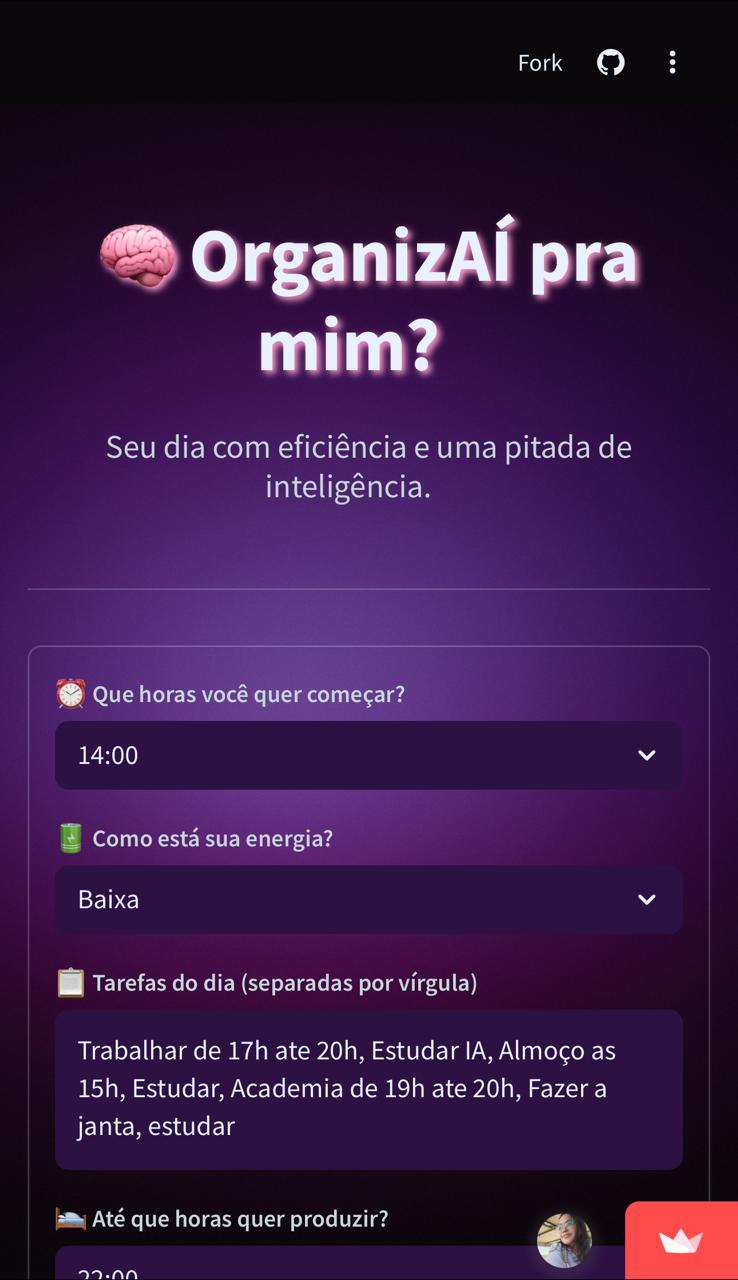 Fork
OrganizAÍ pra
mim?
Seu dia com eficiência e uma pitada de
inteligência.
Que horas você quer começar?
14:00
Como está sua energia?
Baixa
Tarefas do dia (separadas por vírgula)
Trabalhar de 17h ate 20h, Estudar IA, Almoço as
15h, Estudar, Academia de 19h ate 20h, Fazer a
janta, estudar
Até que horas quer produzir?
22:00